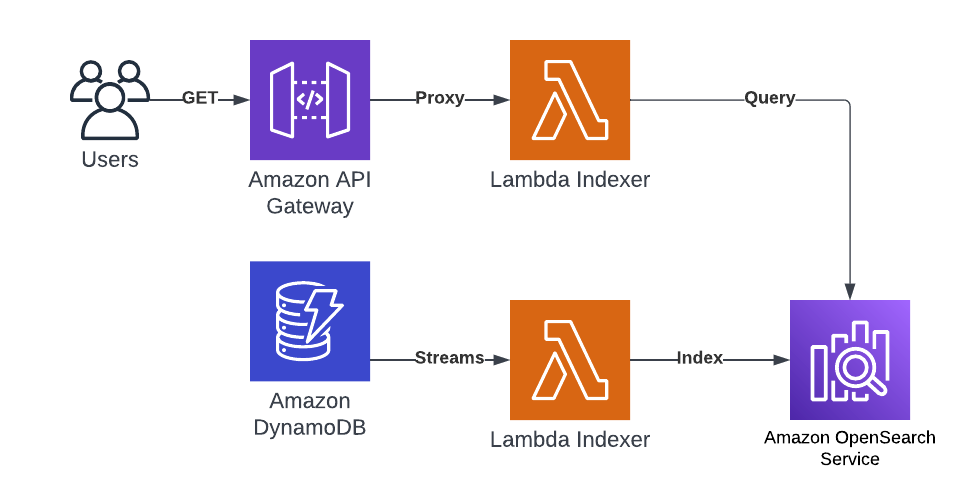 GET
Proxy
Query
Users
Amazon API
Gateway
Lambda Indexer
</>
Streams
Index
Amazon
DynamoDB
Lambda Indexer
Amazon OpenSearch
Service